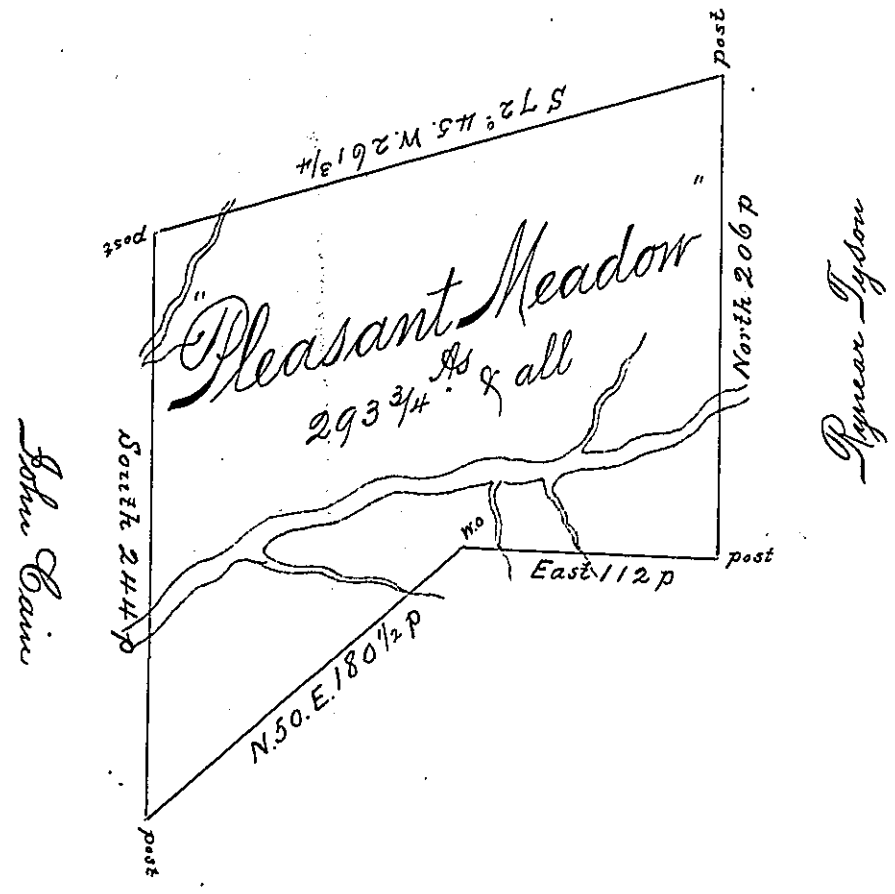 post
S 72° 45. W. 261 3/4
post
"Pleasant Meadow"
293 3/4 As. & all
North 206 p
Rynear Tyson
John Cain
South 244 p
W.O
post
East 112 p
N. 50. E. 180 1/2 p
post